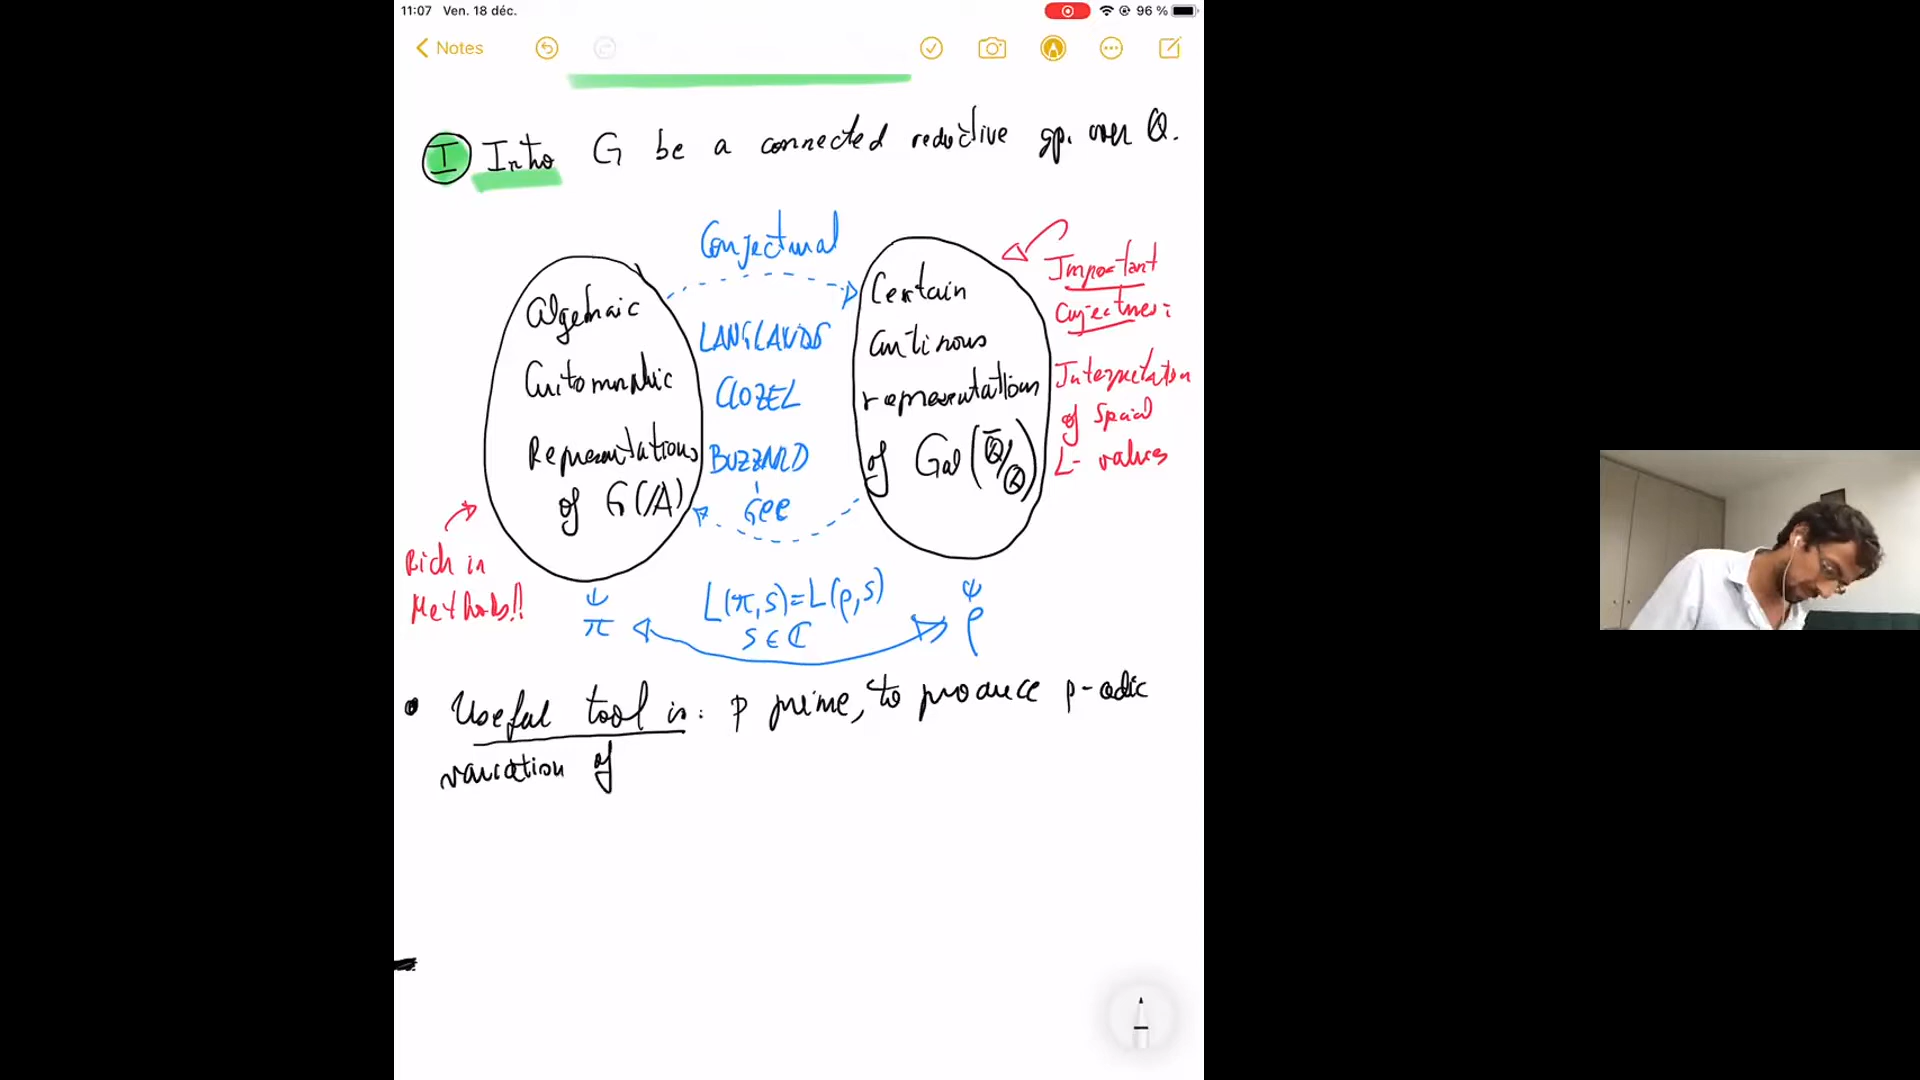 11:07 Ven. 18 déc. 96 %
Notes
I Intro G be a connected reductive gp. over Q.
Conjectural
Algebraic
Automorphic
Representations
of G(A)
LANGLANDS
CLOZEL
BUZZARD
GEE
Certain
continous
representations
of Gal(Q̄/Q)
Important
conjectures:
Interpretation
of special
L-values
Rich in
Methods!!
π
L(π,s)=L(ρ,s)
s∈ℂ
ρ
• Useful tool is: p prime, to produce p-adic
variation of